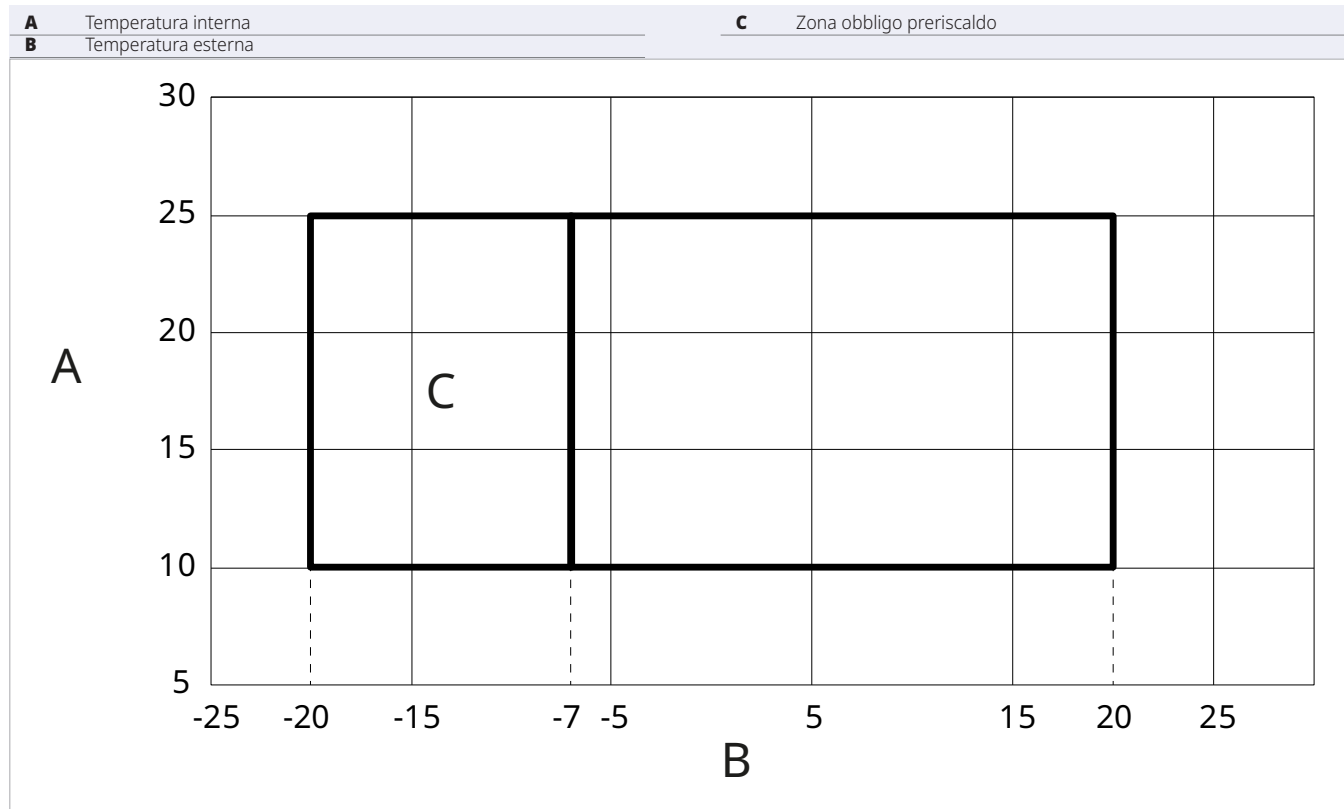 A Temperatura interna
B Temperatura esterna
C Zona obbligo preriscaldo
30
25
20
A
C
15
10
5
-25 -20 -15 -7 -5 5 15 20 25
B